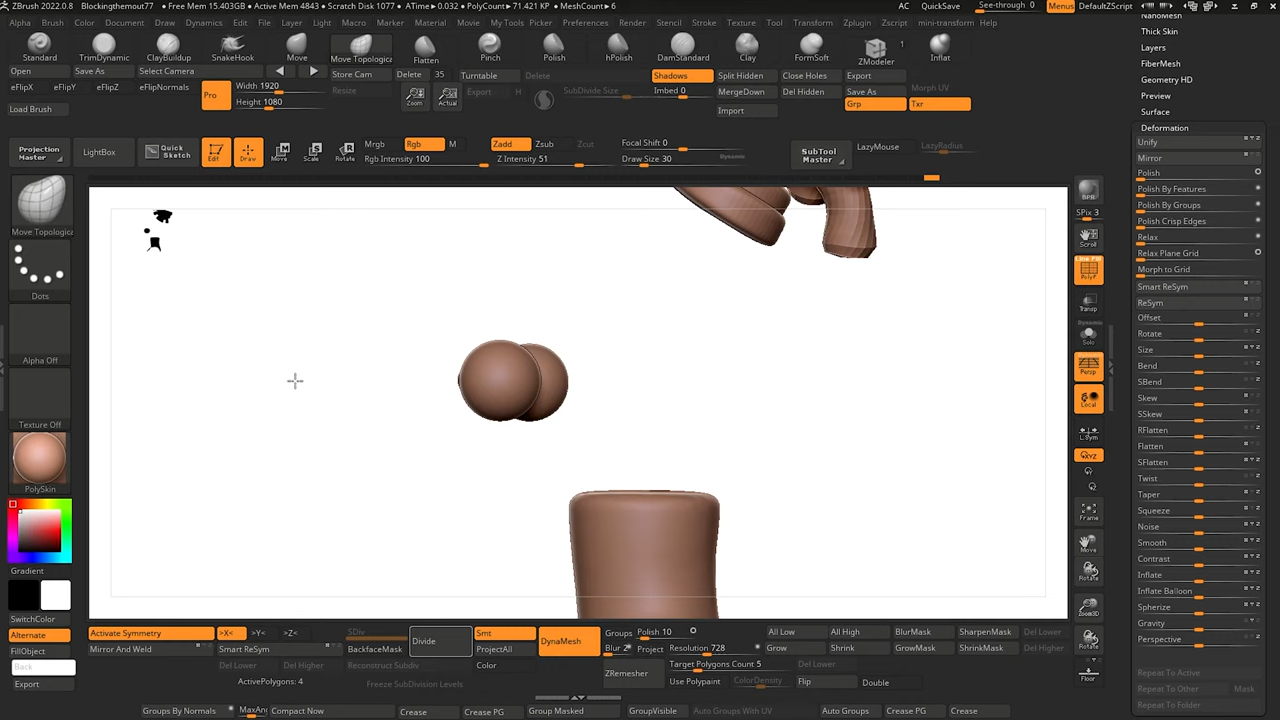 ZBrush 2022.0.8 Blockingthemout77 • Free Mem 15.403GB • Active Mem 4843 • Scratch Disk 1077 • ATime▸0.032 • PolyCount▸71.421 KP • MeshCount▸6 AC QuickSave See-through 0 Menus DefaultZScript
Alpha Brush Color Document Draw Dynamics Edit File Layer Light Macro Marker Material Movie My Tools Picker Preferences Render Stencil Stroke Texture Tool Transform Zplugin Zscript mini-transform Help
Standard TrimDynamic ClayBuildup SnakeHook Move Move Topological Flatten Pinch Polish hPolish DamStandard Clay FormSoft ZModeler 1 Inflat
Open Save As Select Camera Store Cam Delete 35 Turntable Delete Shadows Split Hidden Close Holes Export Morph UV
eFlipX eFlipY eFlipZ eFlipNormals Pro Width 1920 Resize Zoom Actual Export H SubDivide Size Imbed 0 MergeDown Del Hidden Save As
Load Brush Height 1080 Import Grp Txr
Projection Master LightBox Quick Sketch Edit Draw Move Scale Rotate Mrgb Rgb M Zadd Zsub Zcut Focal Shift 0 SubTool Master LazyMouse LazyRadius
Rgb Intensity 100 Z Intensity 51 Draw Size 30 Dynamic
Move Topologica
Dots
Alpha Off
Texture Off
PolySkin
Gradient
SwitchColor
Alternate
FillObject
Back
Export
BPR
SPix 3
Scroll
Line Fill
PolyF
Transp
Dynamic
Solo
Persp
Local
L.Sym
XYZ
Frame
Move
Rotate
Zoom3D
Rotate
Floor
NanoMesh
Thick Skin
Layers
FiberMesh
Geometry HD
Preview
Surface
Deformation
Unify
Mirror
Polish
Polish By Features
Polish By Groups
Polish Crisp Edges
Relax
Relax Plane Grid
Morph to Grid
Smart ReSym
ReSym
Offset
Rotate
Size
Bend
SBend
Skew
SSkew
RFlatten
Flatten
SFlatten
Twist
Taper
Squeeze
Noise
Smooth
Contrast
Inflate
Inflate Balloon
Spherize
Gravity
Perspective
Repeat To Active
Repeat To Other Mask
Repeat To Folder
Activate Symmetry >X< >Y< >Z< SDiv Divide Smt DynaMesh Groups Polish 10 All Low All High BlurMask SharpenMask Del Lower
Mirror And Weld Smart ReSym BackfaceMask ProjectAll Blur 2 Project Resolution 728 Grow Shrink GrowMask ShrinkMask Del Higher
Del Lower Del Higher Reconstruct Subdiv Color ZRemesher Target Polygons Count 5 Del Lower
ActivePolygons: 4 Freeze SubDivision Levels Use Polypaint ColorDensity Flip Double
Groups By Normals MaxAn Compact Now Crease Crease PG Group Masked GroupVisible Auto Groups With UV Auto Groups Crease PG Crease